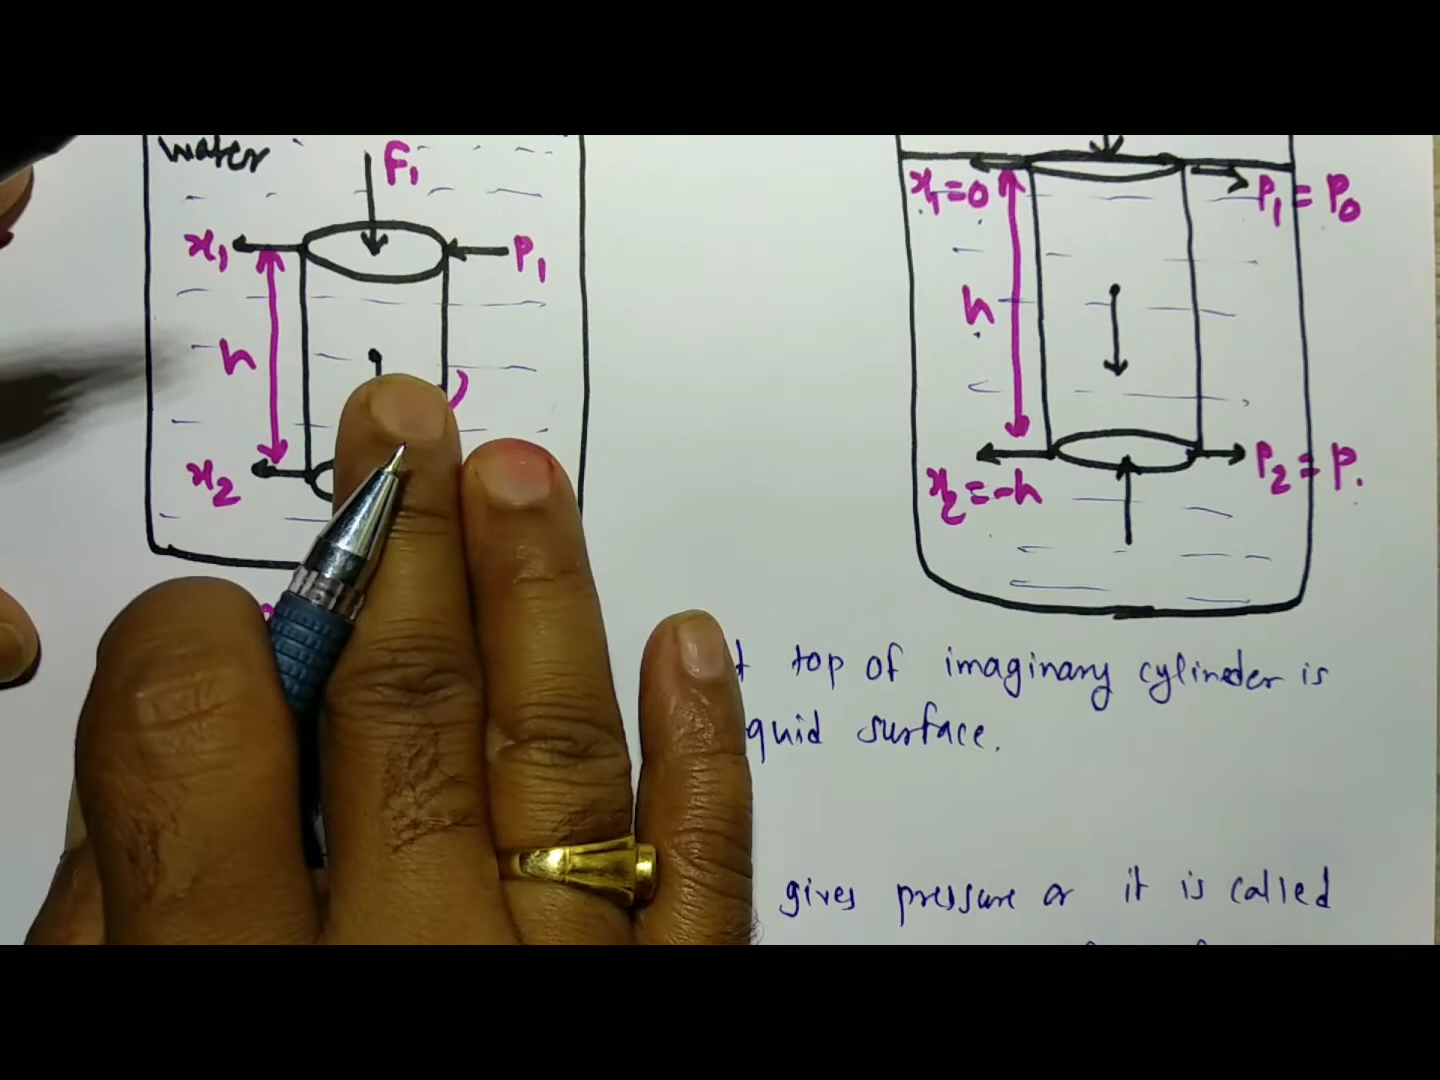 water
F₁
x₁
P₁
h
x₂
x₁=0
P₁ = P₀
h
x₂=-h
P₂ = P.
top of imaginary cylinder is
quid surface.
gives pressure or it is called